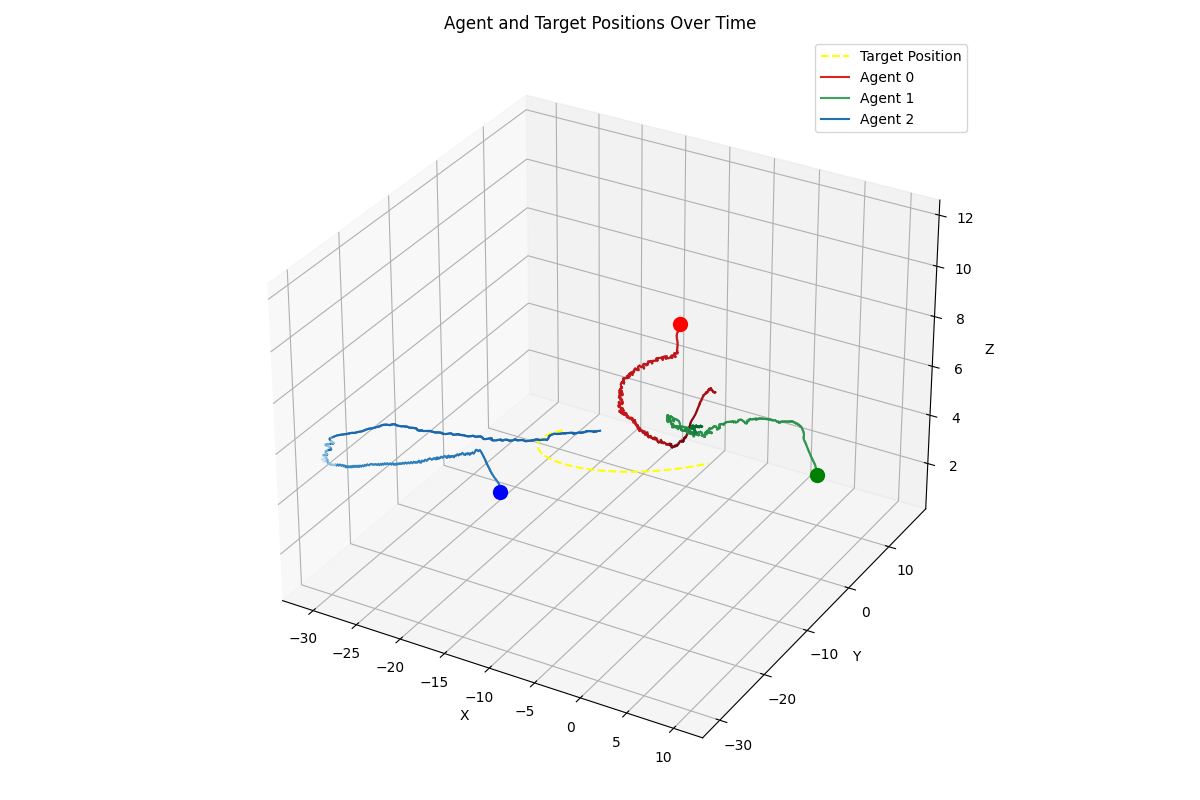 Agent and Target Positions Over Time
Target Position
Agent 0
Agent 1
Agent 2
12
10
8
6
4
2
Z
10
0
−10
−20
−30
Y
−30
−25
−20
−15
−10
−5
0
5
10
X